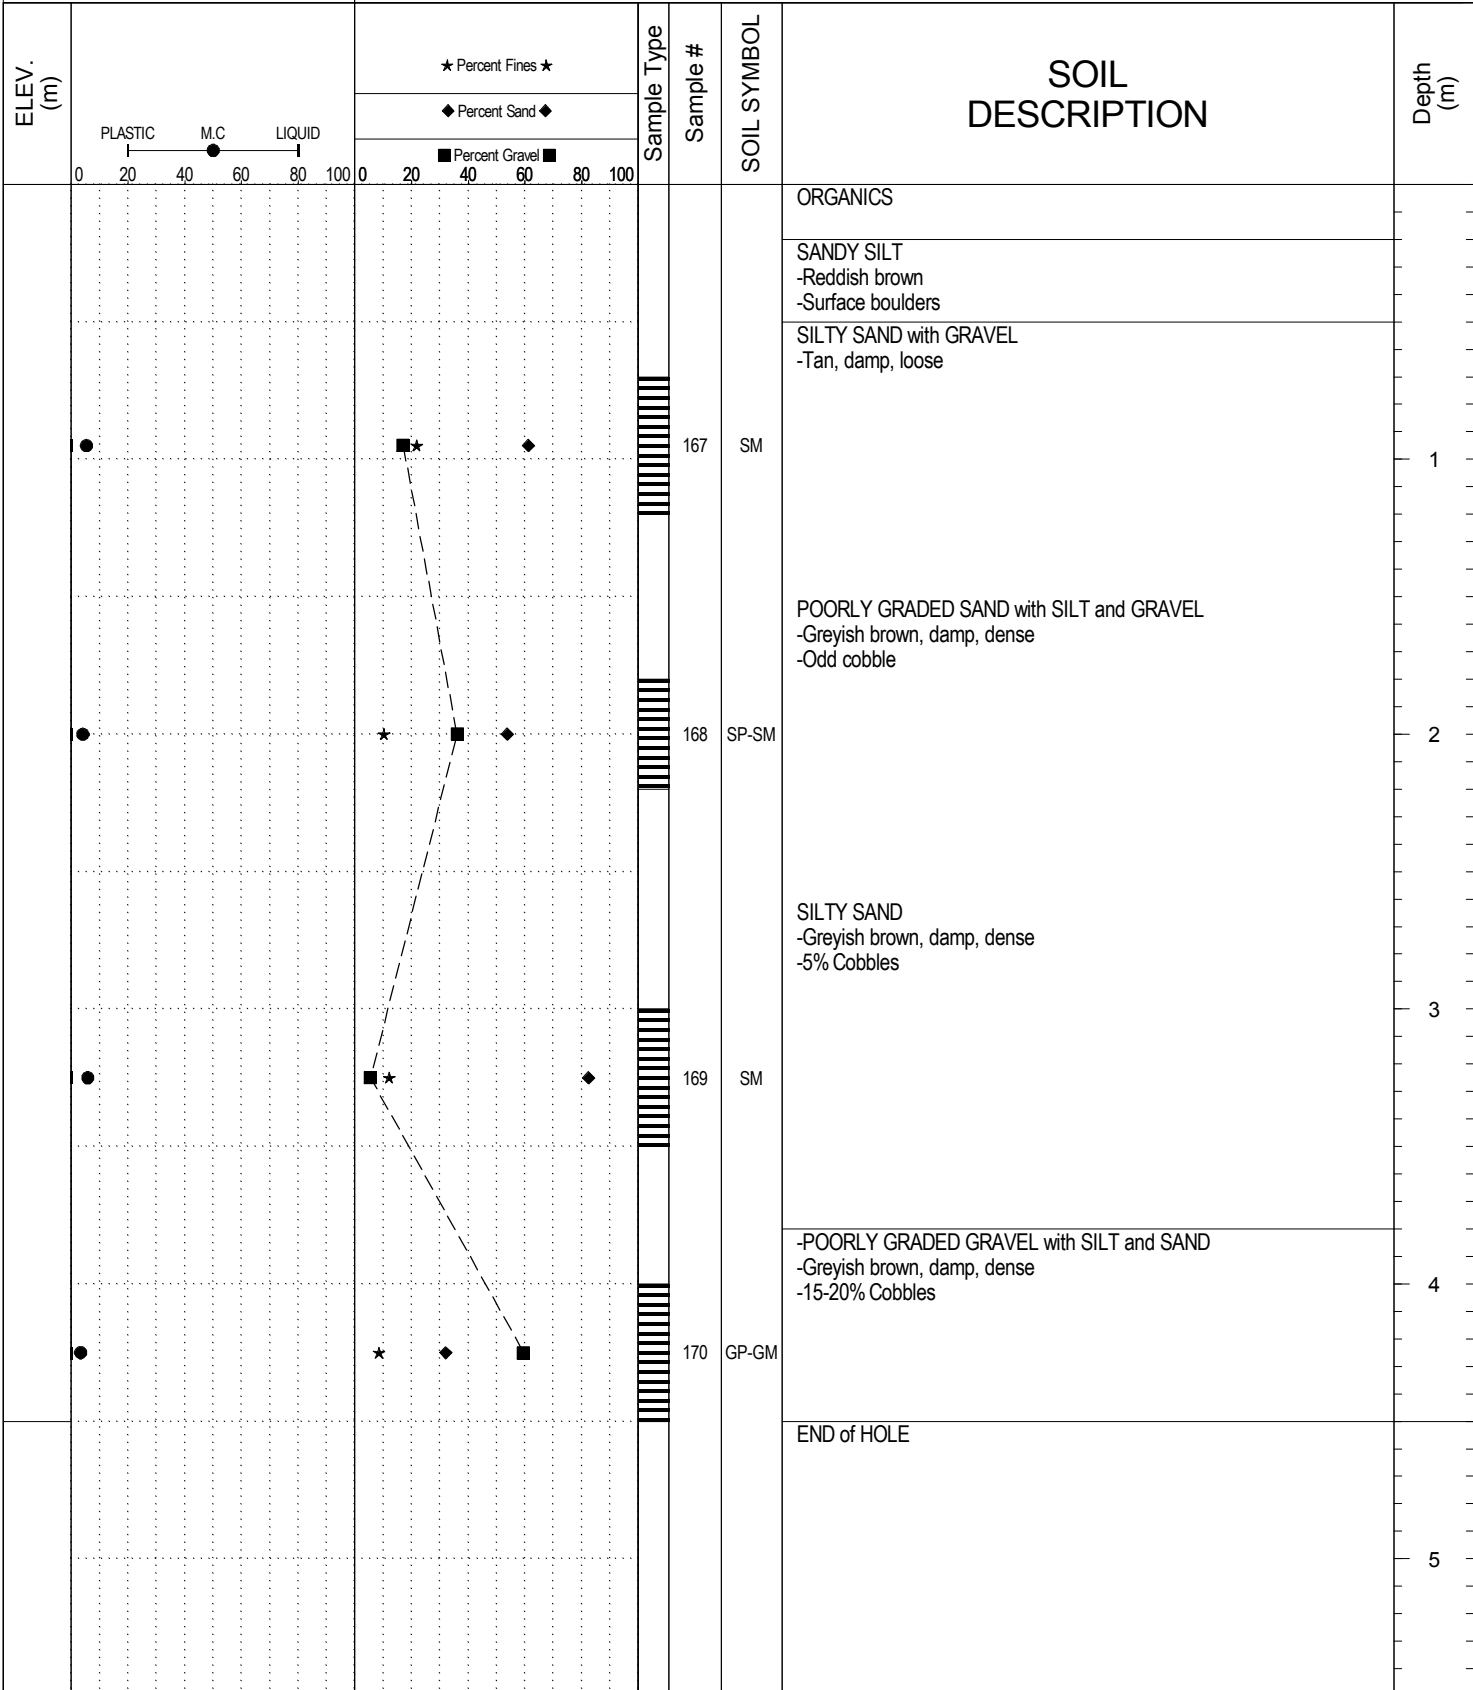 ELEV.
(m)
PLASTIC M.C LIQUID
0 20 40 60 80 100
★ Percent Fines ★
◆ Percent Sand ◆
■ Percent Gravel ■
0 20 40 60 80 100
Sample Type
Sample #
SOIL SYMBOL
SOIL
DESCRIPTION
Depth
(m)
ORGANICS
SANDY SILT
-Reddish brown
-Surface boulders
SILTY SAND with GRAVEL
-Tan, damp, loose
167 SM
1
POORLY GRADED SAND with SILT and GRAVEL
-Greyish brown, damp, dense
-Odd cobble
168 SP-SM 2
SILTY SAND
-Greyish brown, damp, dense
-5% Cobbles
3
169 SM
-POORLY GRADED GRAVEL with SILT and SAND
-Greyish brown, damp, dense
-15-20% Cobbles
4
170 GP-GM
END of HOLE
5